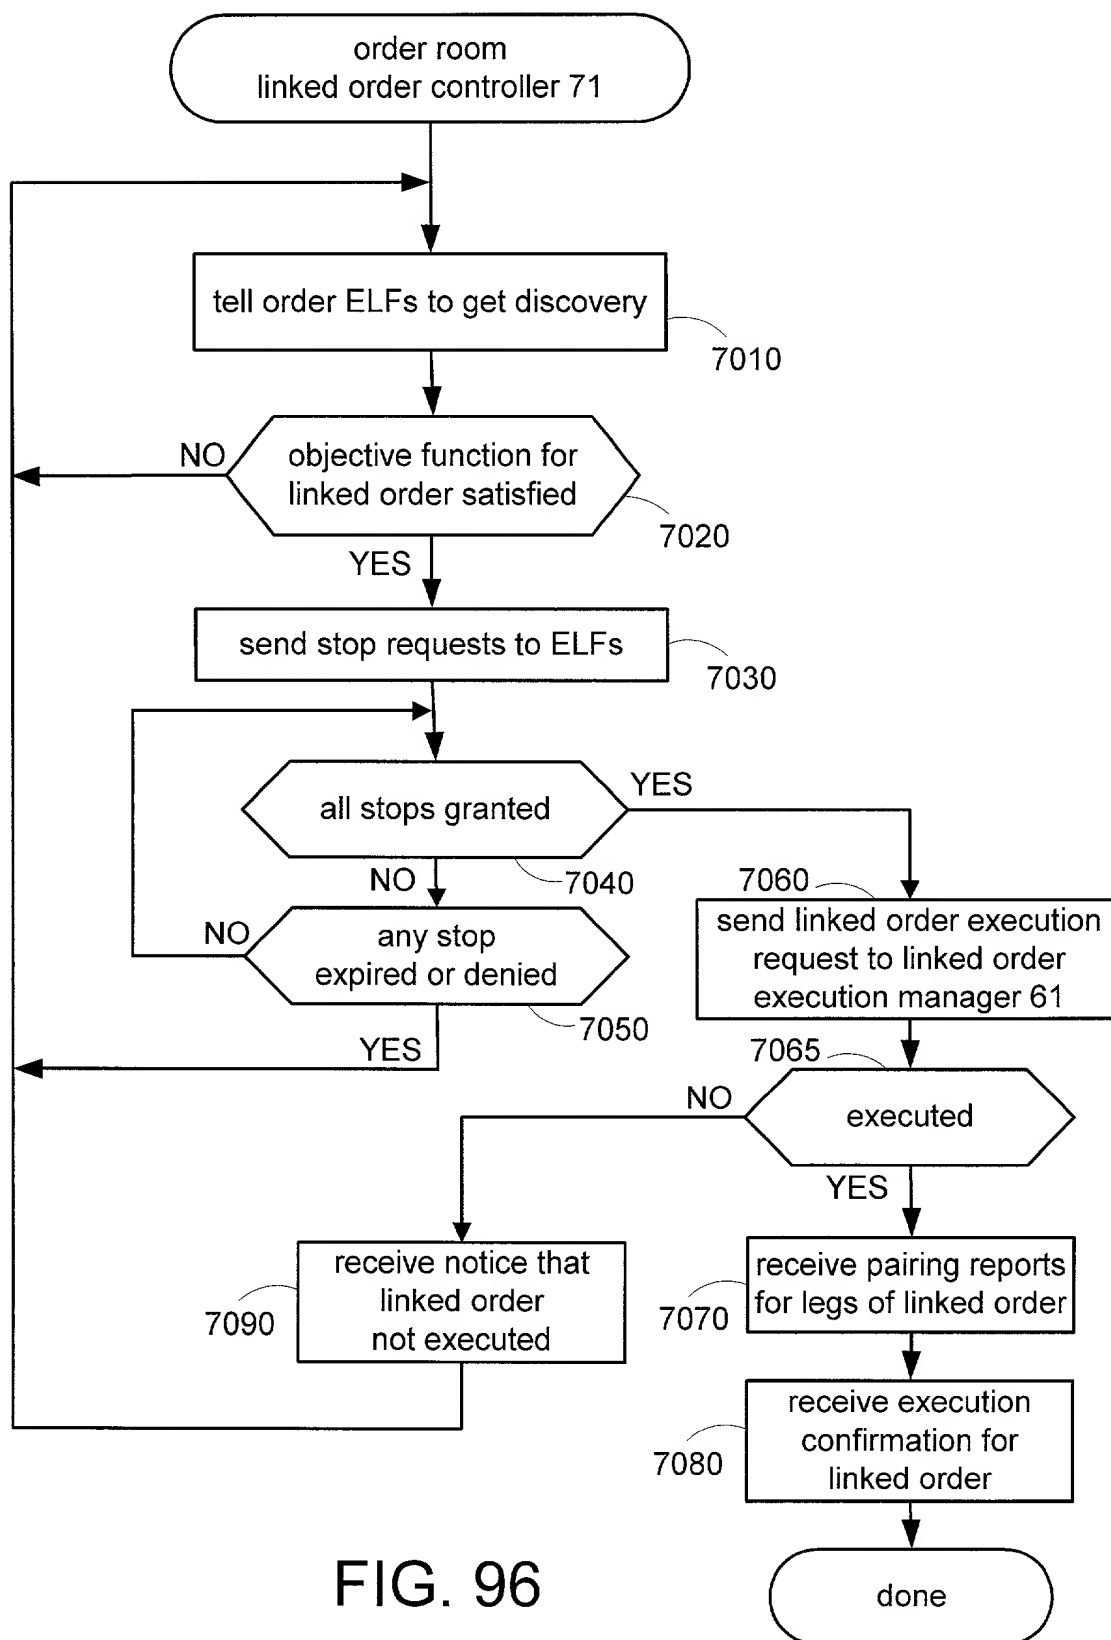 order room
linked order controller 71
tell order ELFs to get discovery
7010
NO
objective function for
linked order satisfied
7020
YES
send stop requests to ELFs
7030
all stops granted
YES
7040
NO
NO
any stop
expired or denied
7050
YES
7060
send linked order execution
request to linked order
execution manager 61
7065
NO
executed
YES
receive notice that
linked order
not executed
7090
receive pairing reports
for legs of linked order
7070
receive execution
confirmation for
linked order
7080
done
FIG. 96